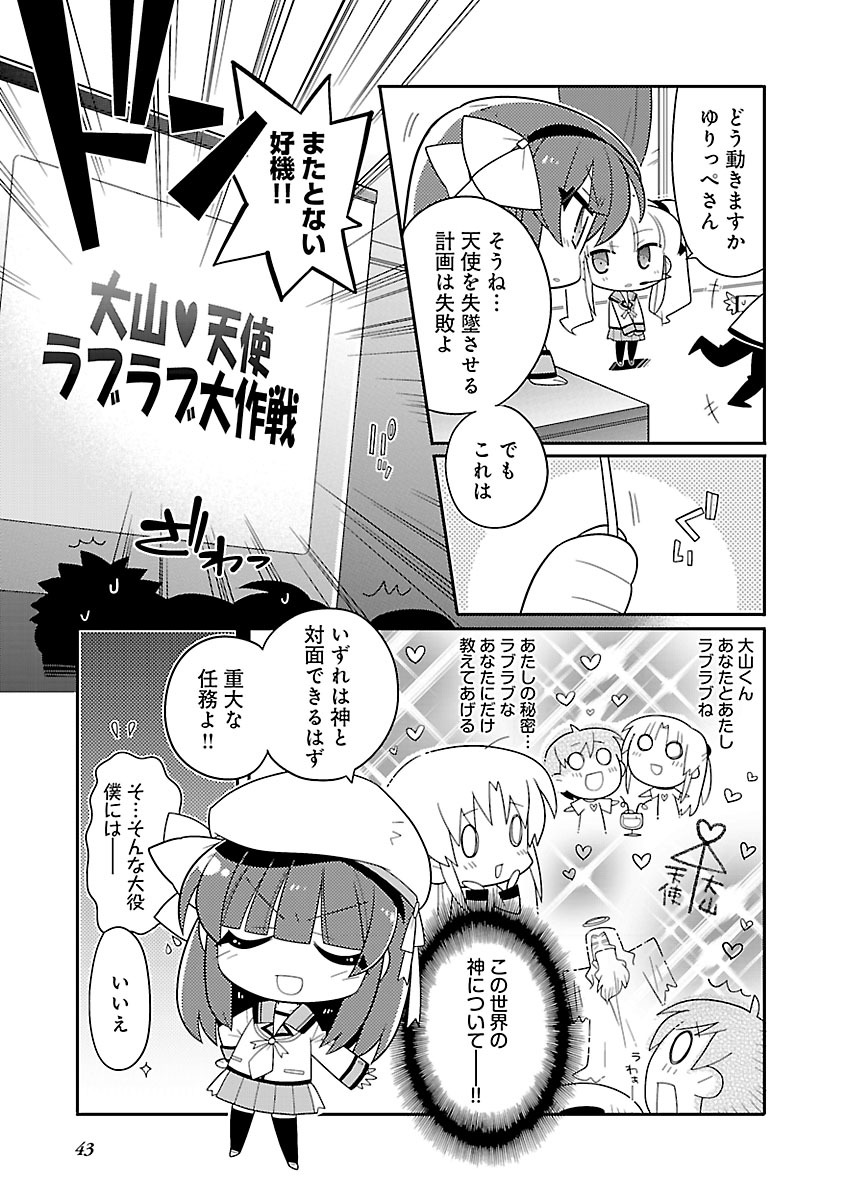 どう動きますか
ゆりっぺさん
そうね…
天使を失墜させる
計画は失敗よ
でも
これは
ぐい
ドン
またとない
好機!!
大山♥天使
ラブラブ大作戦
ざわっ
大山くん
あなたとあたし
ラブラブね
あたしの秘密…
ラブラブな
あなたにだけ
教えてあげる
大山
天使
この世界の
神について――!!
うわぁ
いずれは神と
対面できるはず
重大な
任務よ!!
そ…そんな大役
僕には――
いいえ
43